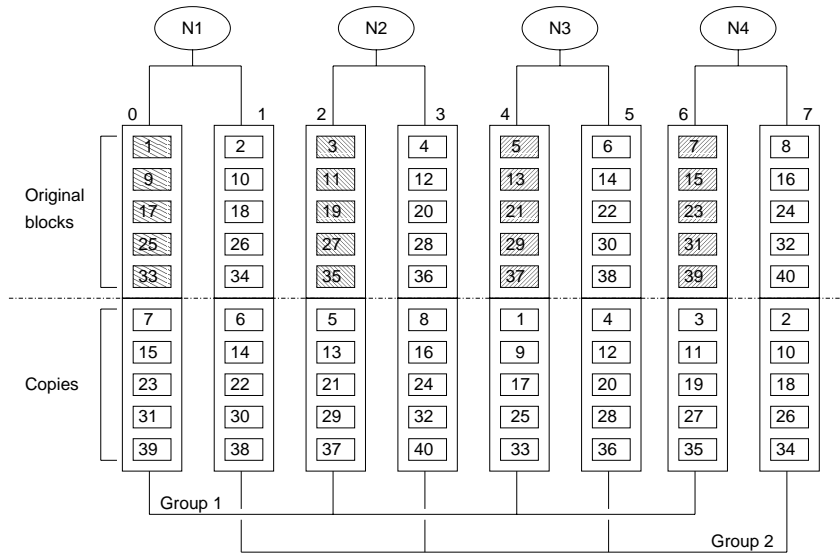 N1 N2 N3 N4
0 1 2 3 4 5 6 7
1 2 3 4 5 6 7 8
9 10 11 12 13 14 15 16
Original
blocks
17 18 19 20 21 22 23 24
25 26 27 28 29 30 31 32
33 34 35 36 37 38 39 40
7 6 5 8 1 4 3 2
15 14 13 16 9 12 11 10
Copies
23 22 21 24 17 20 19 18
31 30 29 32 25 28 27 26
39 38 37 40 33 36 35 34
Group 1
Group 2